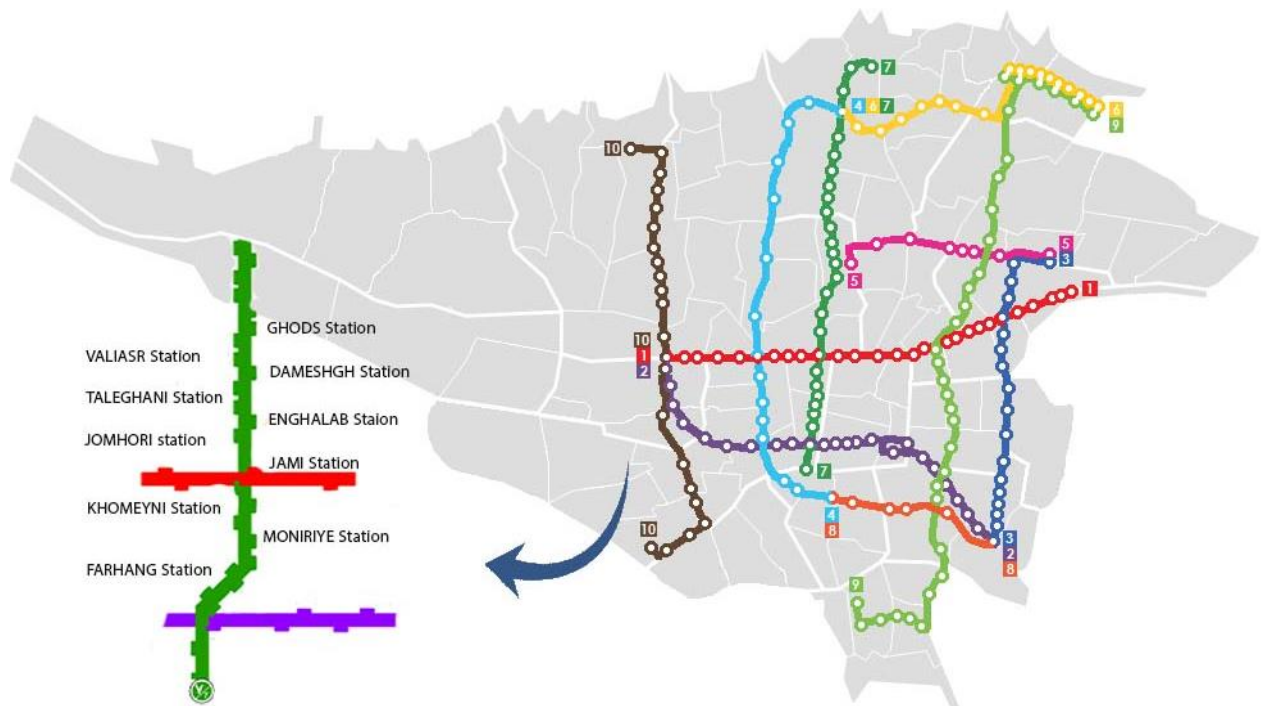 7
4 6 7
6
9
10
5
3
5
1
10
1
2
GHODS Station
VALIASR Station
DAMESHGH Station
TALEGHANI Station
ENGHALAB Staion
JOMHORI station
JAMI Station
KHOMEYNI Station
MONIRIYE Station
FARHANG Station
7
4
8
10
3
2
8
9